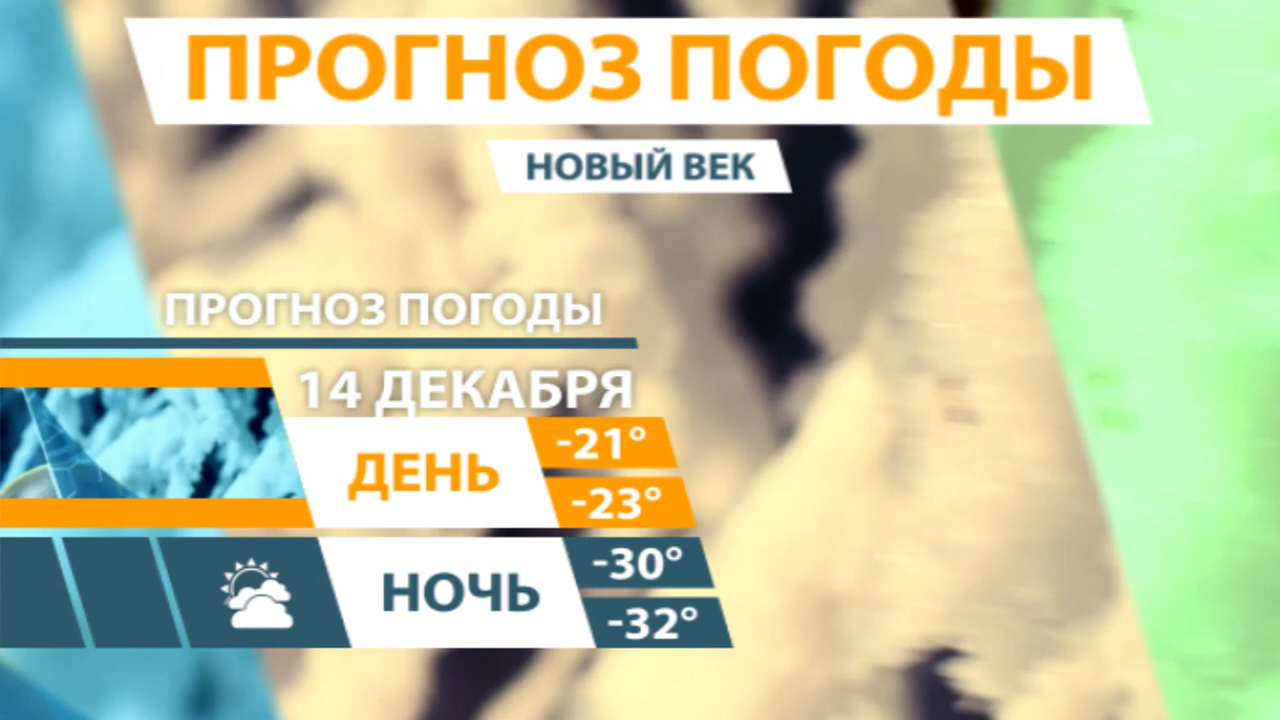 ПРОГНОЗ ПОГОДЫ
НОВЫЙ ВЕК
ПРОГНОЗ ПОГОДЫ
14 ДЕКАБРЯ
ДЕНЬ
-21°
-23°
НОЧЬ
-30°
-32°